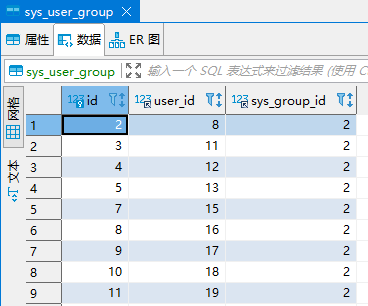 sys_user_group
属性 数据 ER 图
sys_user_group 输入一个 SQL 表达式来过滤结果 (使用 C
网格
文本
id user_id sys_group_id
1 2 8 2
2 3 11 2
3 4 12 2
4 5 13 2
5 7 15 2
6 8 16 2
7 9 17 2
8 10 18 2
9 11 19 2